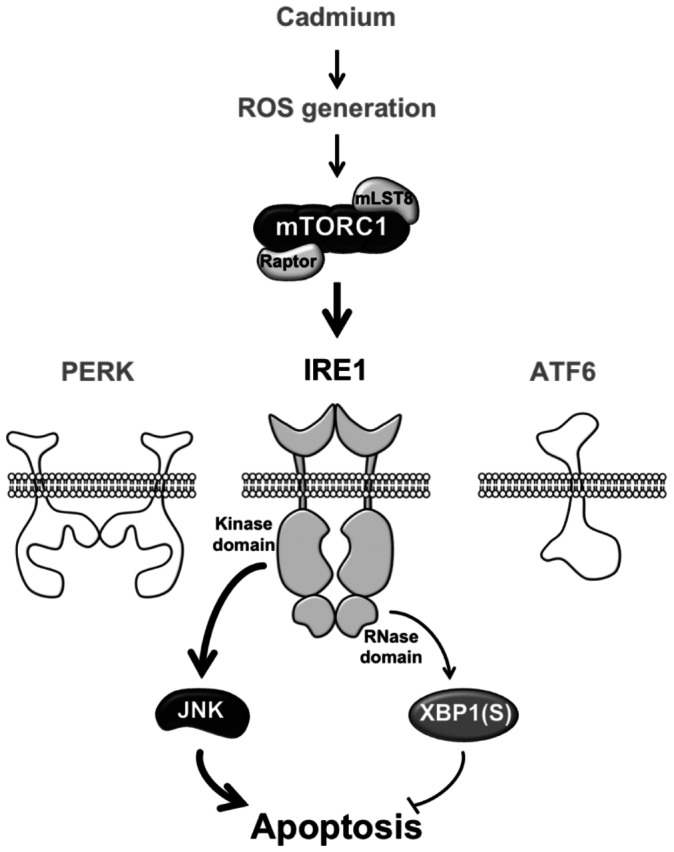 Cadmium
ROS generation
mLST8
mTORC1
Raptor
PERK
IRE1
ATF6
Kinase
domain
RNase
domain
JNK
XBP1(S)
Apoptosis